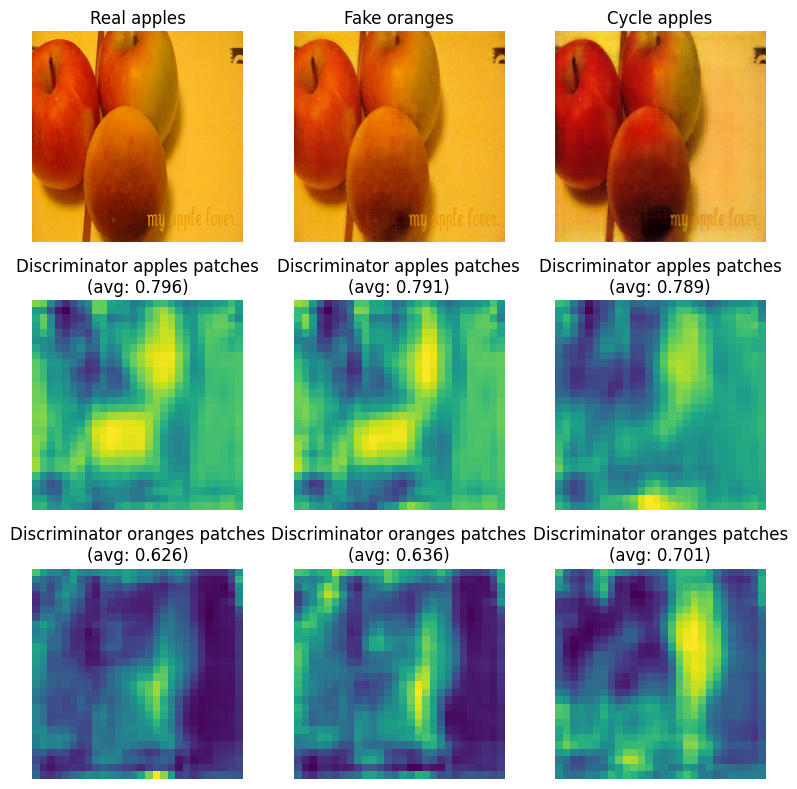 Real apples
Fake oranges
Cycle apples
my apple lover.
my apple lover.
my apple lover.
Discriminator apples patches
(avg: 0.796)
Discriminator apples patches
(avg: 0.791)
Discriminator apples patches
(avg: 0.789)
Discriminator oranges patches
(avg: 0.626)
Discriminator oranges patches
(avg: 0.636)
Discriminator oranges patches
(avg: 0.701)